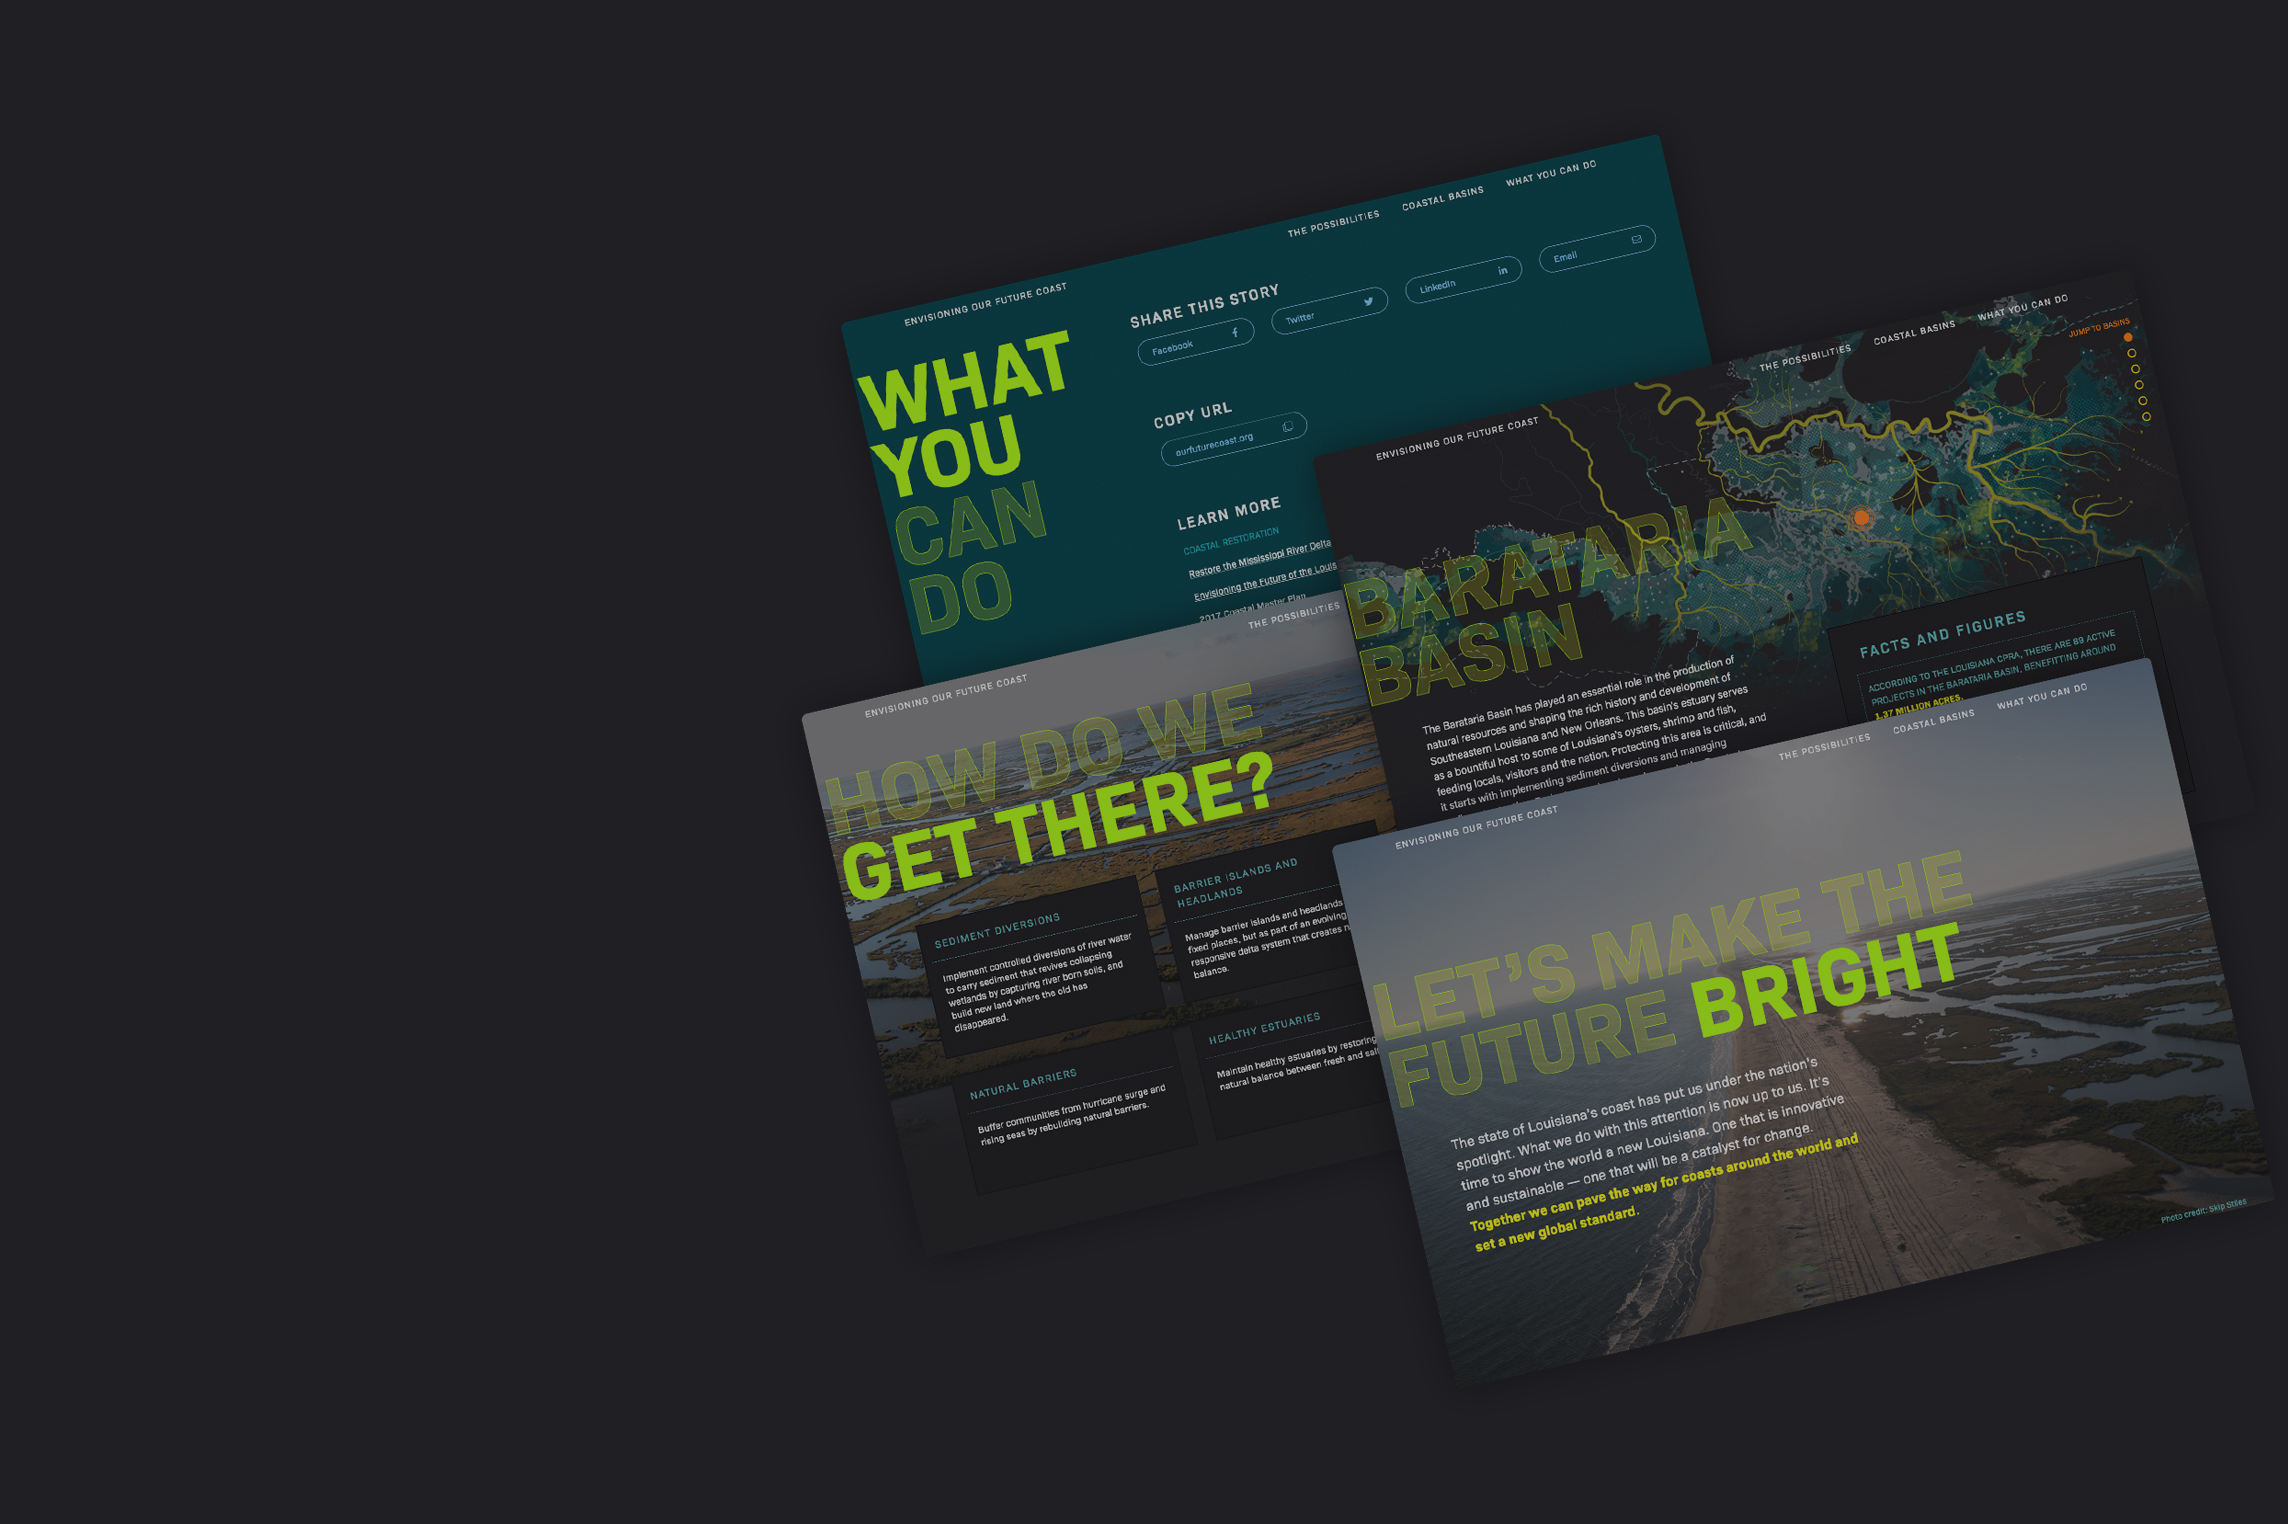 ENVISIONING OUR FUTURE COAST
THE POSSIBILITIES
COASTAL BASINS
WHAT YOU CAN DO
WHAT
YOU
CAN
DO
SHARE THIS STORY
Facebook
Twitter
LinkedIn
in
Email
COPY URL
ourfuturecoast.org
LEARN MORE
COASTAL RESTORATION
Restore the Mississippi River Delta
Envisioning the Future of the Louis
2017 Coastal Master Plan
ENVISIONING OUR FUTURE COAST
THE POSSIBILITIES
COASTAL BASINS
WHAT YOU CAN DO
JUMP TO BASINS
BARATARIA
BASIN
The Barataria Basin has played an essential role in the production of
natural resources and shaping the rich history and development of
Southeastern Louisiana and New Orleans. This basin's estuary serves
as a bountiful host to some of Louisiana's oysters, shrimp and fish,
feeding locals, visitors and the nation. Protecting this area is critical, and
it starts with implementing sediment diversions and managing
FACTS AND FIGURES
ACCORDING TO THE LOUISIANA CPRA, THERE ARE 89 ACTIVE
PROJECTS IN THE BARATARIA BASIN, BENEFITTING AROUND
1.37 MILLION ACRES.
ENVISIONING OUR FUTURE COAST
THE POSSIBILITIES
HOW DO WE
GET THERE?
SEDIMENT DIVERSIONS
Implement controlled diversions of river water
to carry sediment that revives collapsing
wetlands by capturing river born soils, and
build new land where the old has
disappeared.
BARRIER ISLANDS AND
HEADLANDS
Manage barrier islands and headlands
fixed places, but as part of an evolving,
responsive delta system that creates
balance.
NATURAL BARRIERS
Buffer communities from hurricane surge and
rising seas by rebuilding natural barriers.
HEALTHY ESTUARIES
Maintain healthy estuaries by restoring
natural balance between fresh and
ENVISIONING OUR FUTURE COAST
THE POSSIBILITIES
COASTAL BASINS
WHAT YOU CAN DO
LET'S MAKE THE
FUTURE BRIGHT
The state of Louisiana's coast has put us under the nation's
spotlight. What we do with this attention is now up to us. It's
time to show the world a new Louisiana. One that is innovative
and sustainable — one that will be a catalyst for change.
Together we can pave the way for coasts around the world and
set a new global standard.
Photo credit: Skip Stiles